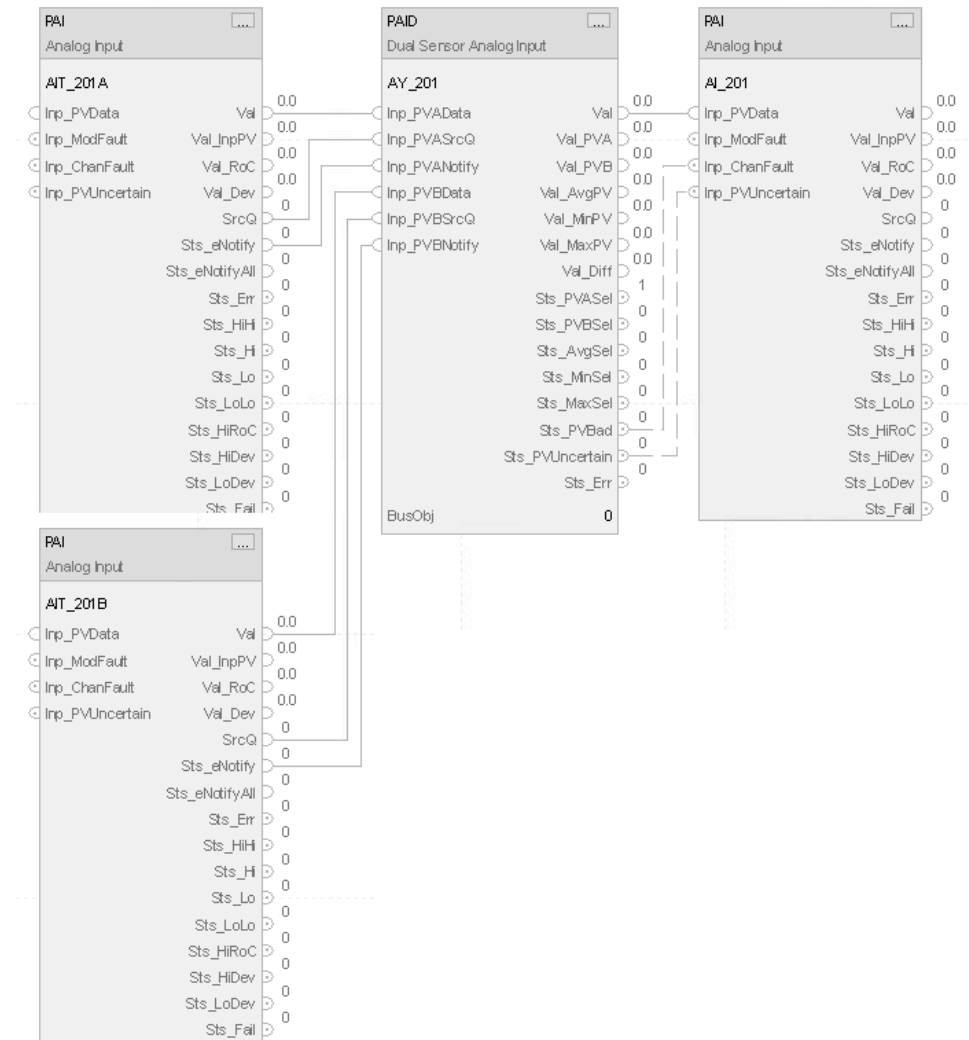 PAI ...
Analog Input
AIT_201A
Inp_PVData Val 0.0
Inp_ModFault Val_InpPV 0.0
Inp_ChanFault Val_RoC 0.0
Inp_PVUncertain Val_Dev 0.0
SrcQ 0
Sts_eNotify 0
Sts_eNotifyAll 0
Sts_Err 0
Sts_HiHi 0
Sts_Hi 0
Sts_Lo 0
Sts_LoLo 0
Sts_HiRoC 0
Sts_HiDev 0
Sts_LoDev 0
Sts_Fail 0
PAID ...
Dual Sensor Analog Input
AY_201
Inp_PVAData Val 0.0
Inp_PVASrcQ Val_PVA 0.0
Inp_PVANotify Val_PVB 0.0
Inp_PVBData Val_AvgPV 0.0
Inp_PVBSrcQ Val_MinPV 0.0
Inp_PVBNotify Val_MaxPV 0.0
Val_Diff 0.0
Sts_PVASel 1
Sts_PVBSel 0
Sts_AvgSel 0
Sts_MinSel 0
Sts_MaxSel 0
Sts_PVBad 0
Sts_PVUncertain 0
Sts_Err 0
BusObj 0
PAI ...
Analog Input
AI_201
Inp_PVData Val 0.0
Inp_ModFault Val_InpPV 0.0
Inp_ChanFault Val_RoC 0.0
Inp_PVUncertain Val_Dev 0.0
SrcQ 0
Sts_eNotify 0
Sts_eNotifyAll 0
Sts_Err 0
Sts_HiHi 0
Sts_Hi 0
Sts_Lo 0
Sts_LoLo 0
Sts_HiRoC 0
Sts_HiDev 0
Sts_LoDev 0
Sts_Fail 0
PAI ...
Analog Input
AIT_201B
Inp_PVData Val 0.0
Inp_ModFault Val_InpPV 0.0
Inp_ChanFault Val_RoC 0.0
Inp_PVUncertain Val_Dev 0.0
SrcQ 0
Sts_eNotify 0
Sts_eNotifyAll 0
Sts_Err 0
Sts_HiHi 0
Sts_Hi 0
Sts_Lo 0
Sts_LoLo 0
Sts_HiRoC 0
Sts_HiDev 0
Sts_LoDev 0
Sts_Fail 0